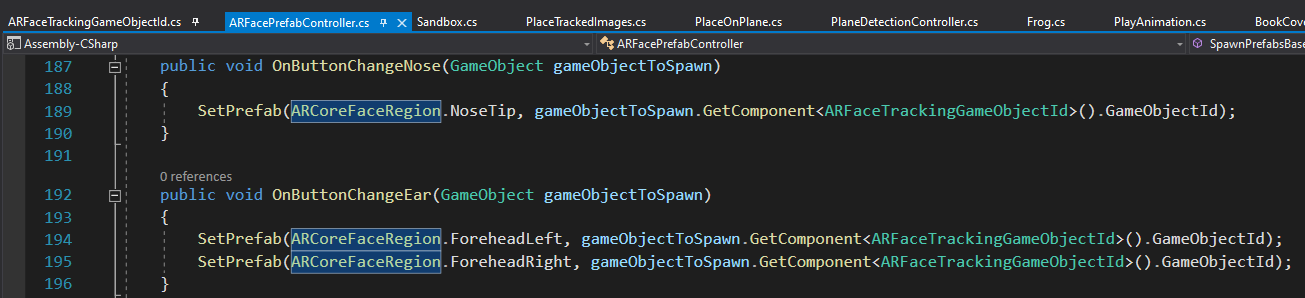 ARFaceTrackingGameObjectId.cs ARFacePrefabController.cs Sandbox.cs PlaceTrackedImages.cs PlaceOnPlane.cs PlaneDetectionController.cs Frog.cs PlayAnimation.cs BookCove
Assembly-CSharp ARFacePrefabController SpawnPrefabsBase
187 public void OnButtonChangeNose(GameObject gameObjectToSpawn)
188 {
189 SetPrefab(ARCoreFaceRegion.NoseTip, gameObjectToSpawn.GetComponent<ARFaceTrackingGameObjectId>().GameObjectId);
190 }
191
0 references
192 public void OnButtonChangeEar(GameObject gameObjectToSpawn)
193 {
194 SetPrefab(ARCoreFaceRegion.ForeheadLeft, gameObjectToSpawn.GetComponent<ARFaceTrackingGameObjectId>().GameObjectId);
195 SetPrefab(ARCoreFaceRegion.ForeheadRight, gameObjectToSpawn.GetComponent<ARFaceTrackingGameObjectId>().GameObjectId);
196 }